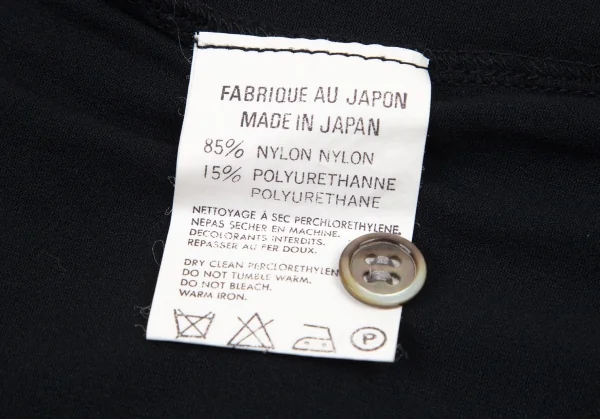 FABRIQUE AU JAPON
MADE IN JAPAN
85% NYLON NYLON
15% POLYURETHANNE
POLYURETHANE
NETTOYAGE À SEC PERCHLORETHYLENE.
NEPAS SECHER EN MACHINE.
DECOLORANTS INTERDITS.
REPASSER AU FER DOUX.
DRY CLEAN PERCLORETHYLEN
DO NOT TUMBLE WARM.
DO NOT BLEACH.
WARM IRON.
P